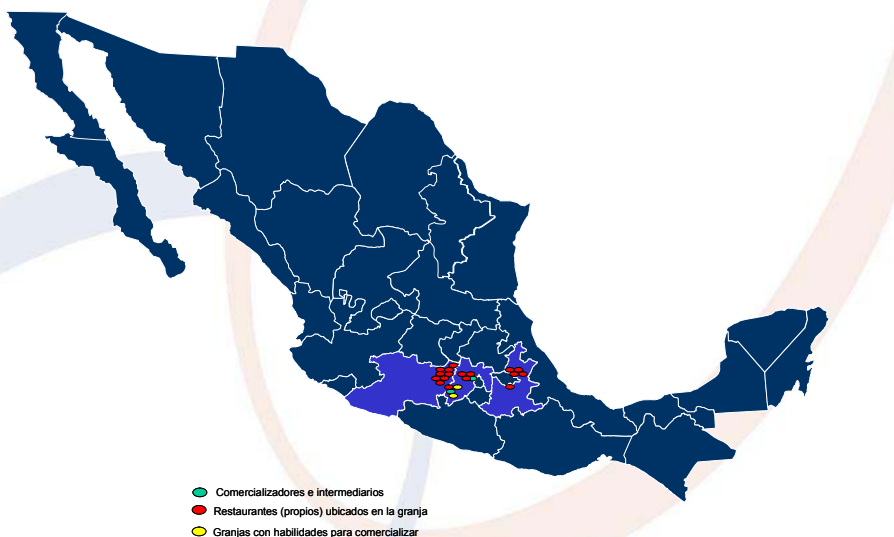 Comercializadores e intermediarios
Restaurantes (propios) ubicados en la granja
Granjas con habilidades para comercializar